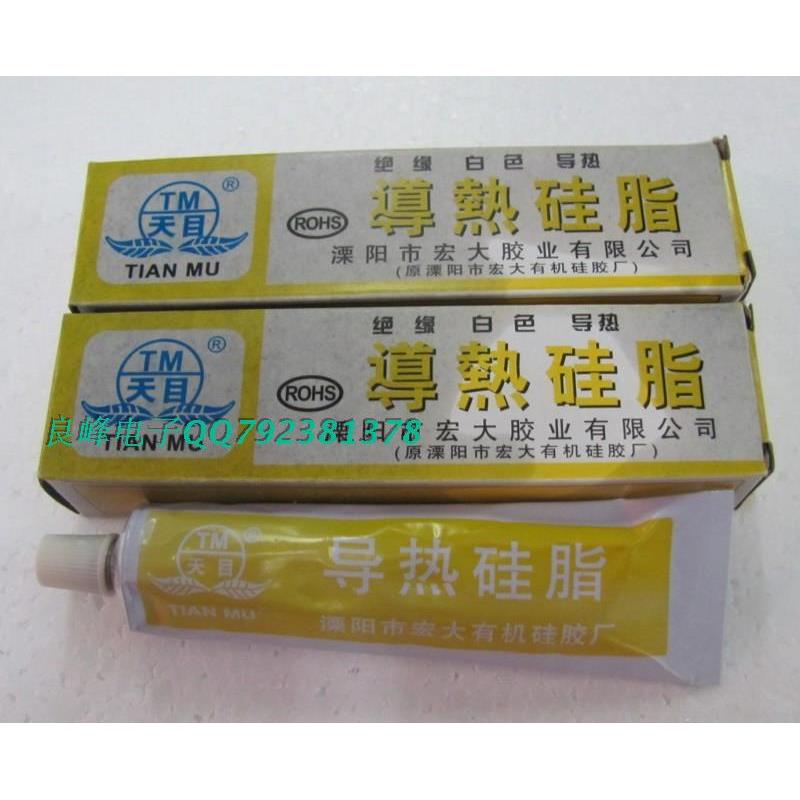 绝缘 白色 导热
TM
天目
®
TIAN MU
ROHS
導熱硅脂
溧阳市宏大胶业有限公司
(原溧阳市宏大有机硅胶厂)
绝缘 白色 导热
TM
天目
®
TIAN MU
ROHS
導熱硅脂
溧阳市宏大胶业有限公司
(原溧阳市宏大有机硅胶厂)
良峰电子QQ792381378
TM
天目
®
TIAN MU
导热硅脂
溧阳市宏大有机硅胶厂